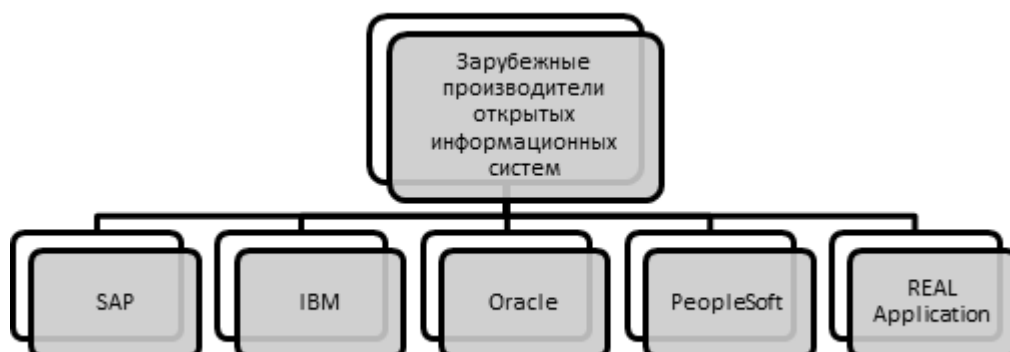 Зарубежные
производители
открытых
информационных
систем
SAP
IBM
Oracle
PeopleSoft
REAL
Application